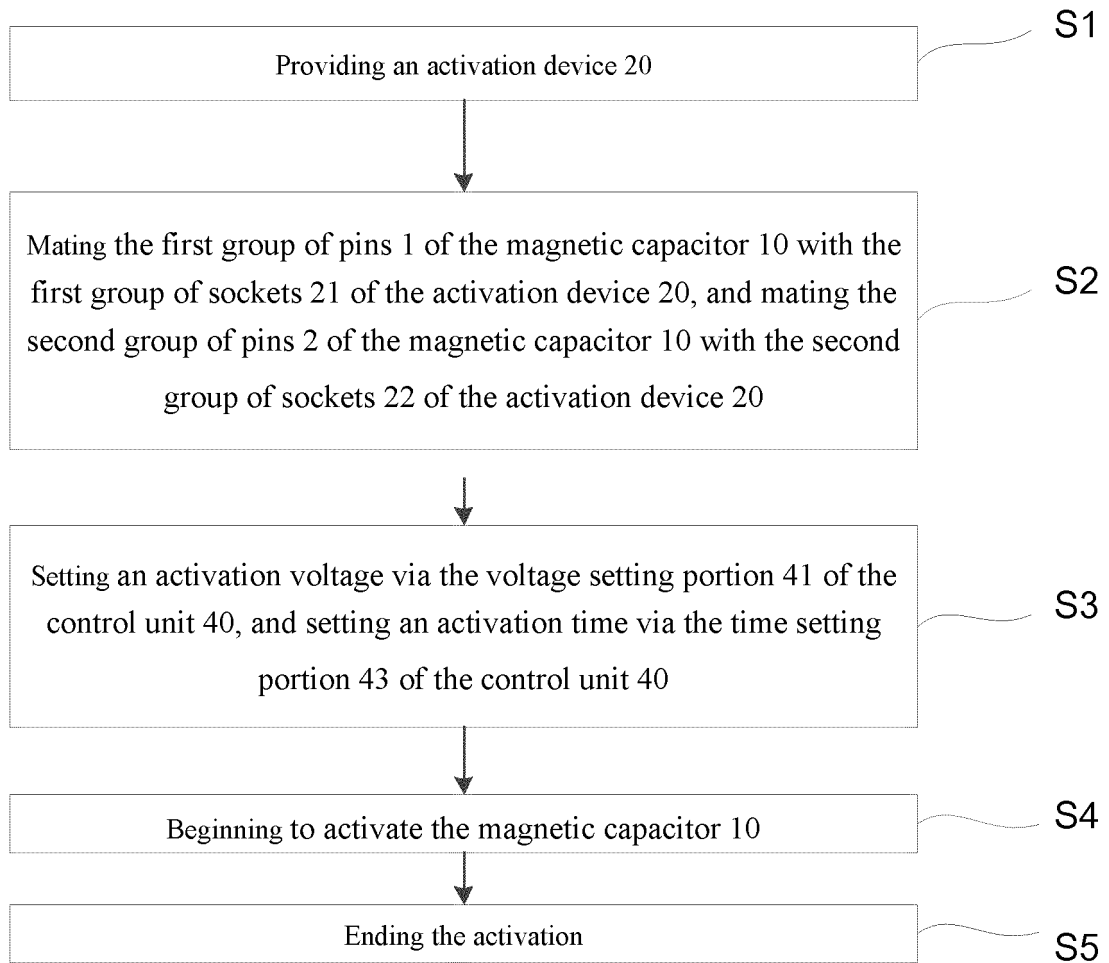 S1
Providing an activation device 20
Mating the first group of pins 1 of the magnetic capacitor 10 with the
first group of sockets 21 of the activation device 20, and mating the
second group of pins 2 of the magnetic capacitor 10 with the second
group of sockets 22 of the activation device 20
S2
Setting an activation voltage via the voltage setting portion 41 of the
control unit 40, and setting an activation time via the time setting
portion 43 of the control unit 40
S3
Beginning to activate the magnetic capacitor 10
S4
Ending the activation
S5